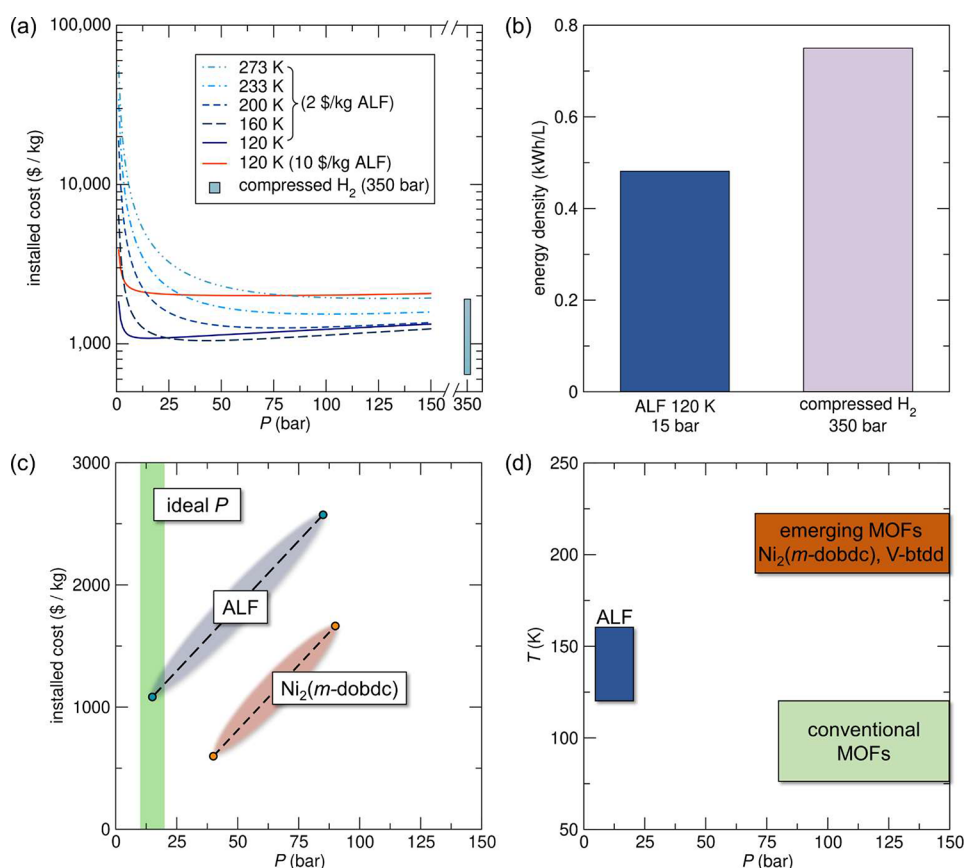 (a)
100,000
10,000
1,000
installed cost ($ / kg)
273 K
233 K
200 K
160 K
120 K
(2 $/kg ALF)
120 K (10 $/kg ALF)
compressed H2 (350 bar)
0 25 50 75 100 125 150 350
P (bar)
(b)
0.8
0.6
0.4
0.2
0
energy density (kWh/L)
ALF 120 K
15 bar
compressed H2
350 bar
(c)
3000
2000
1000
0
installed cost ($ / kg)
ideal P
ALF
Ni2(m-dobdc)
0 25 50 75 100 125 150
P (bar)
(d)
250
200
150
100
50
T (K)
emerging MOFs
Ni2(m-dobdc), V-btdd
ALF
conventional
MOFs
0 25 50 75 100 125 150
P (bar)